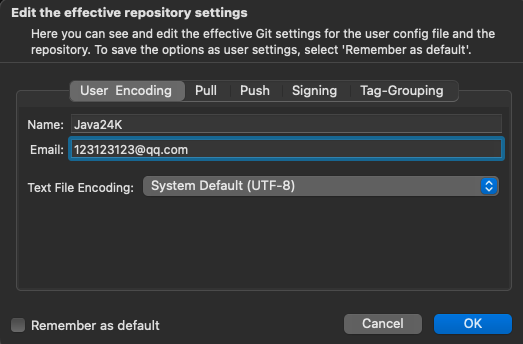 Edit the effective repository settings
Here you can see and edit the effective Git settings for the user config file and the
repository. To save the options as user settings, select 'Remember as default'.
User Encoding Pull Push Signing Tag-Grouping
Name: Java24K
Email: 123123123@qq.com
Text File Encoding: System Default (UTF-8)
Remember as default Cancel OK